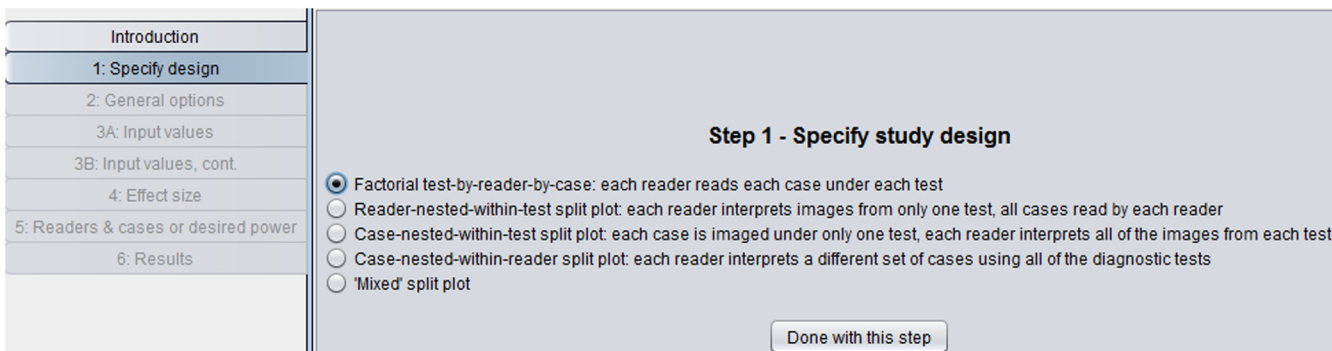 Introduction
1: Specify design
2: General options
3A: Input values
3B: Input values, cont.
4: Effect size
5: Readers & cases or desired power
6: Results
Step 1 - Specify study design
Factorial test-by-reader-by-case: each reader reads each case under each test
Reader-nested-within-test split plot: each reader interprets images from only one test, all cases read by each reader
Case-nested-within-test split plot: each case is imaged under only one test, each reader interprets all of the images from each test
Case-nested-within-reader split plot: each reader interprets a different set of cases using all of the diagnostic tests
'Mixed' split plot
Done with this step